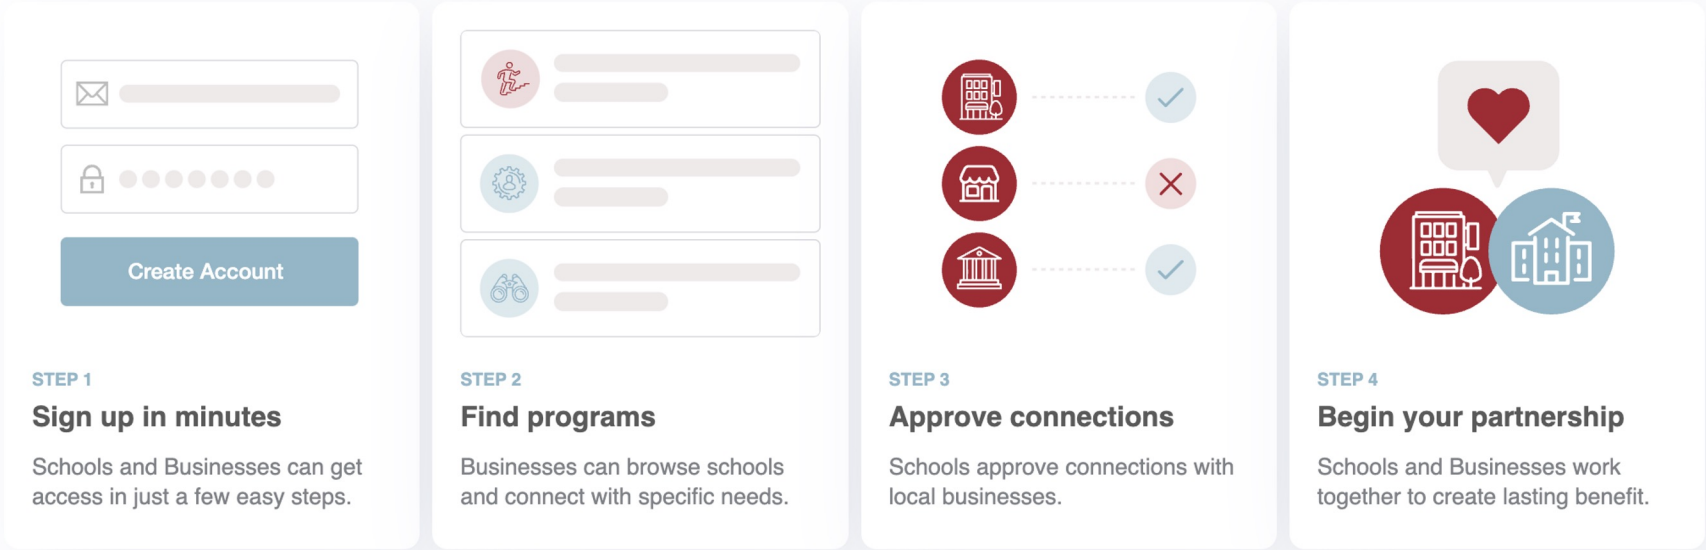 Create Account
STEP 1
Sign up in minutes
Schools and Businesses can get
access in just a few easy steps.
STEP 2
Find programs
Businesses can browse schools
and connect with specific needs.
STEP 3
Approve connections
Schools approve connections with
local businesses.
STEP 4
Begin your partnership
Schools and Businesses work
together to create lasting benefit.